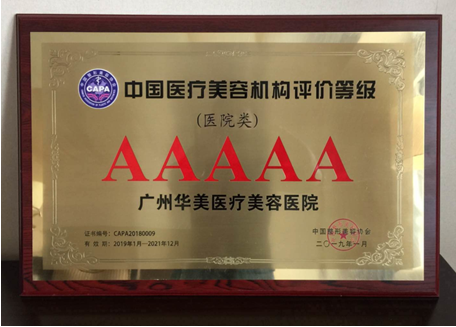 CAPA
中国医疗美容机构评价等级
(医院类)
AAAAA
广州华美医疗美容医院
证书编号：CAPA20180009
有效期：2019年1月—2021年12月
中国整形美容协会
二〇一九年一月